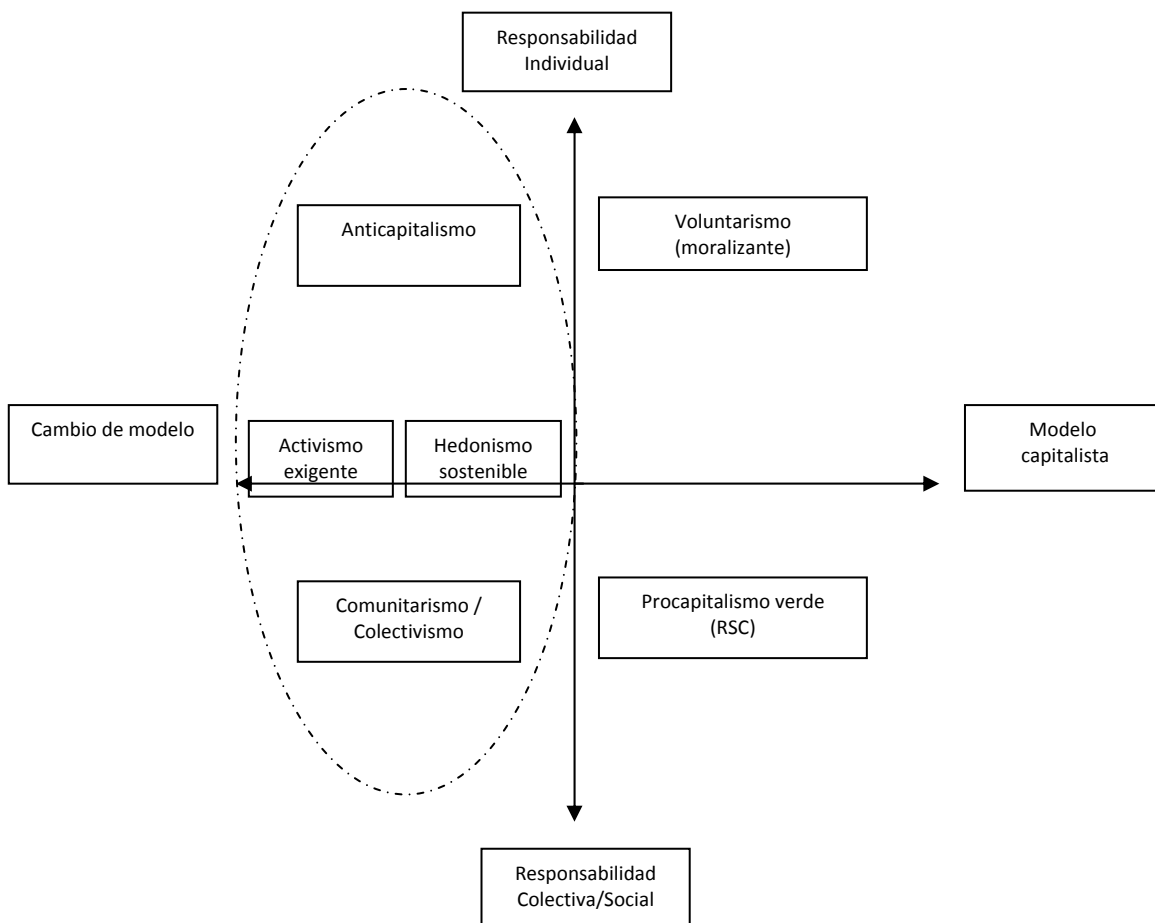 Responsabilidad
Individual
Anticapitalismo
Voluntarismo
(moralizante)
Cambio de modelo
Activismo
exigente
Hedonismo
sostenible
Modelo
capitalista
Comunitarismo /
Colectivismo
Procapitalismo verde
(RSC)
Responsabilidad
Colectiva/Social